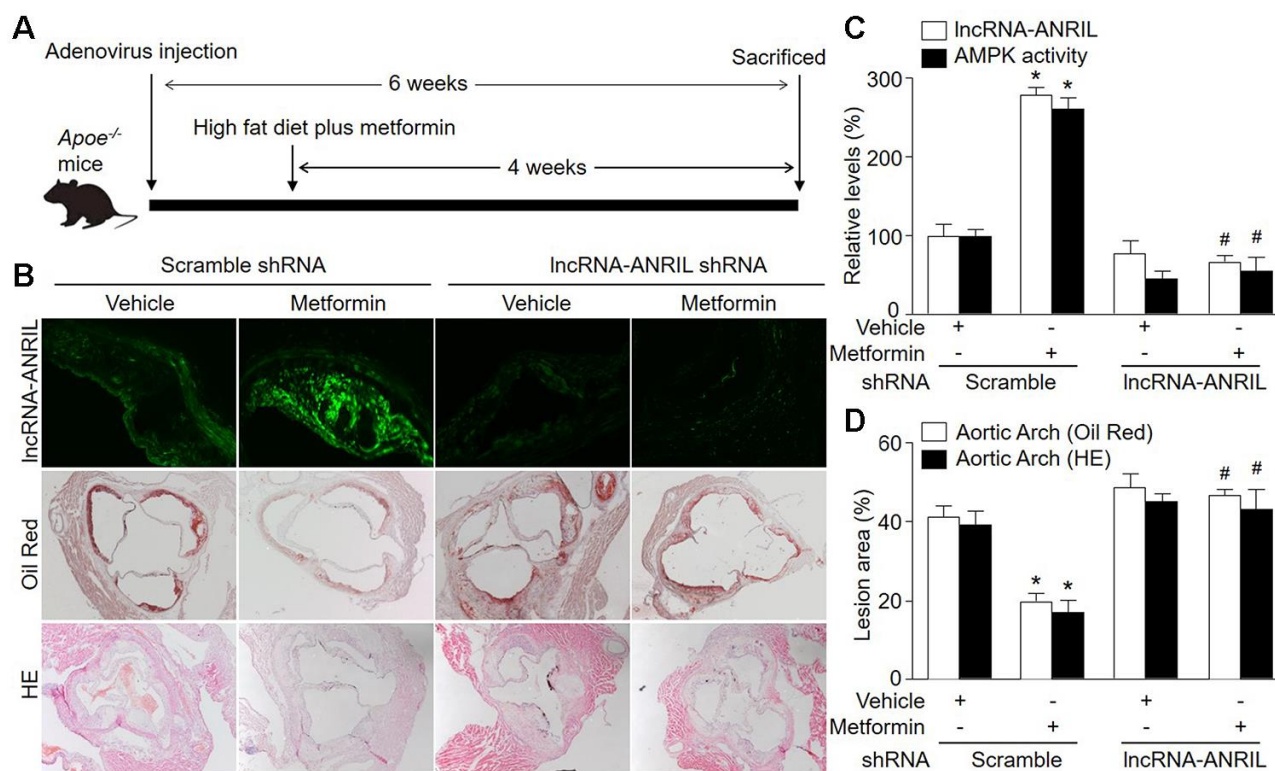 A
Adenovirus injection
Sacrificed
6 weeks
High fat diet plus metformin
Apoe-/-
mice
4 weeks
B
Scramble shRNA
lncRNA-ANRIL shRNA
Vehicle
Metformin
Vehicle
Metformin
lncRNA-ANRIL
Oil Red
HE
C
lncRNA-ANRIL
AMPK activity
Relative levels (%)
300
200
100
0
* *
# #
Vehicle + - + -
Metformin - + - +
shRNA Scramble lncRNA-ANRIL
D
Aortic Arch (Oil Red)
Aortic Arch (HE)
Lesion area (%)
60
40
20
0
* *
# #
Vehicle + - + -
Metformin - + - +
shRNA Scramble lncRNA-ANRIL